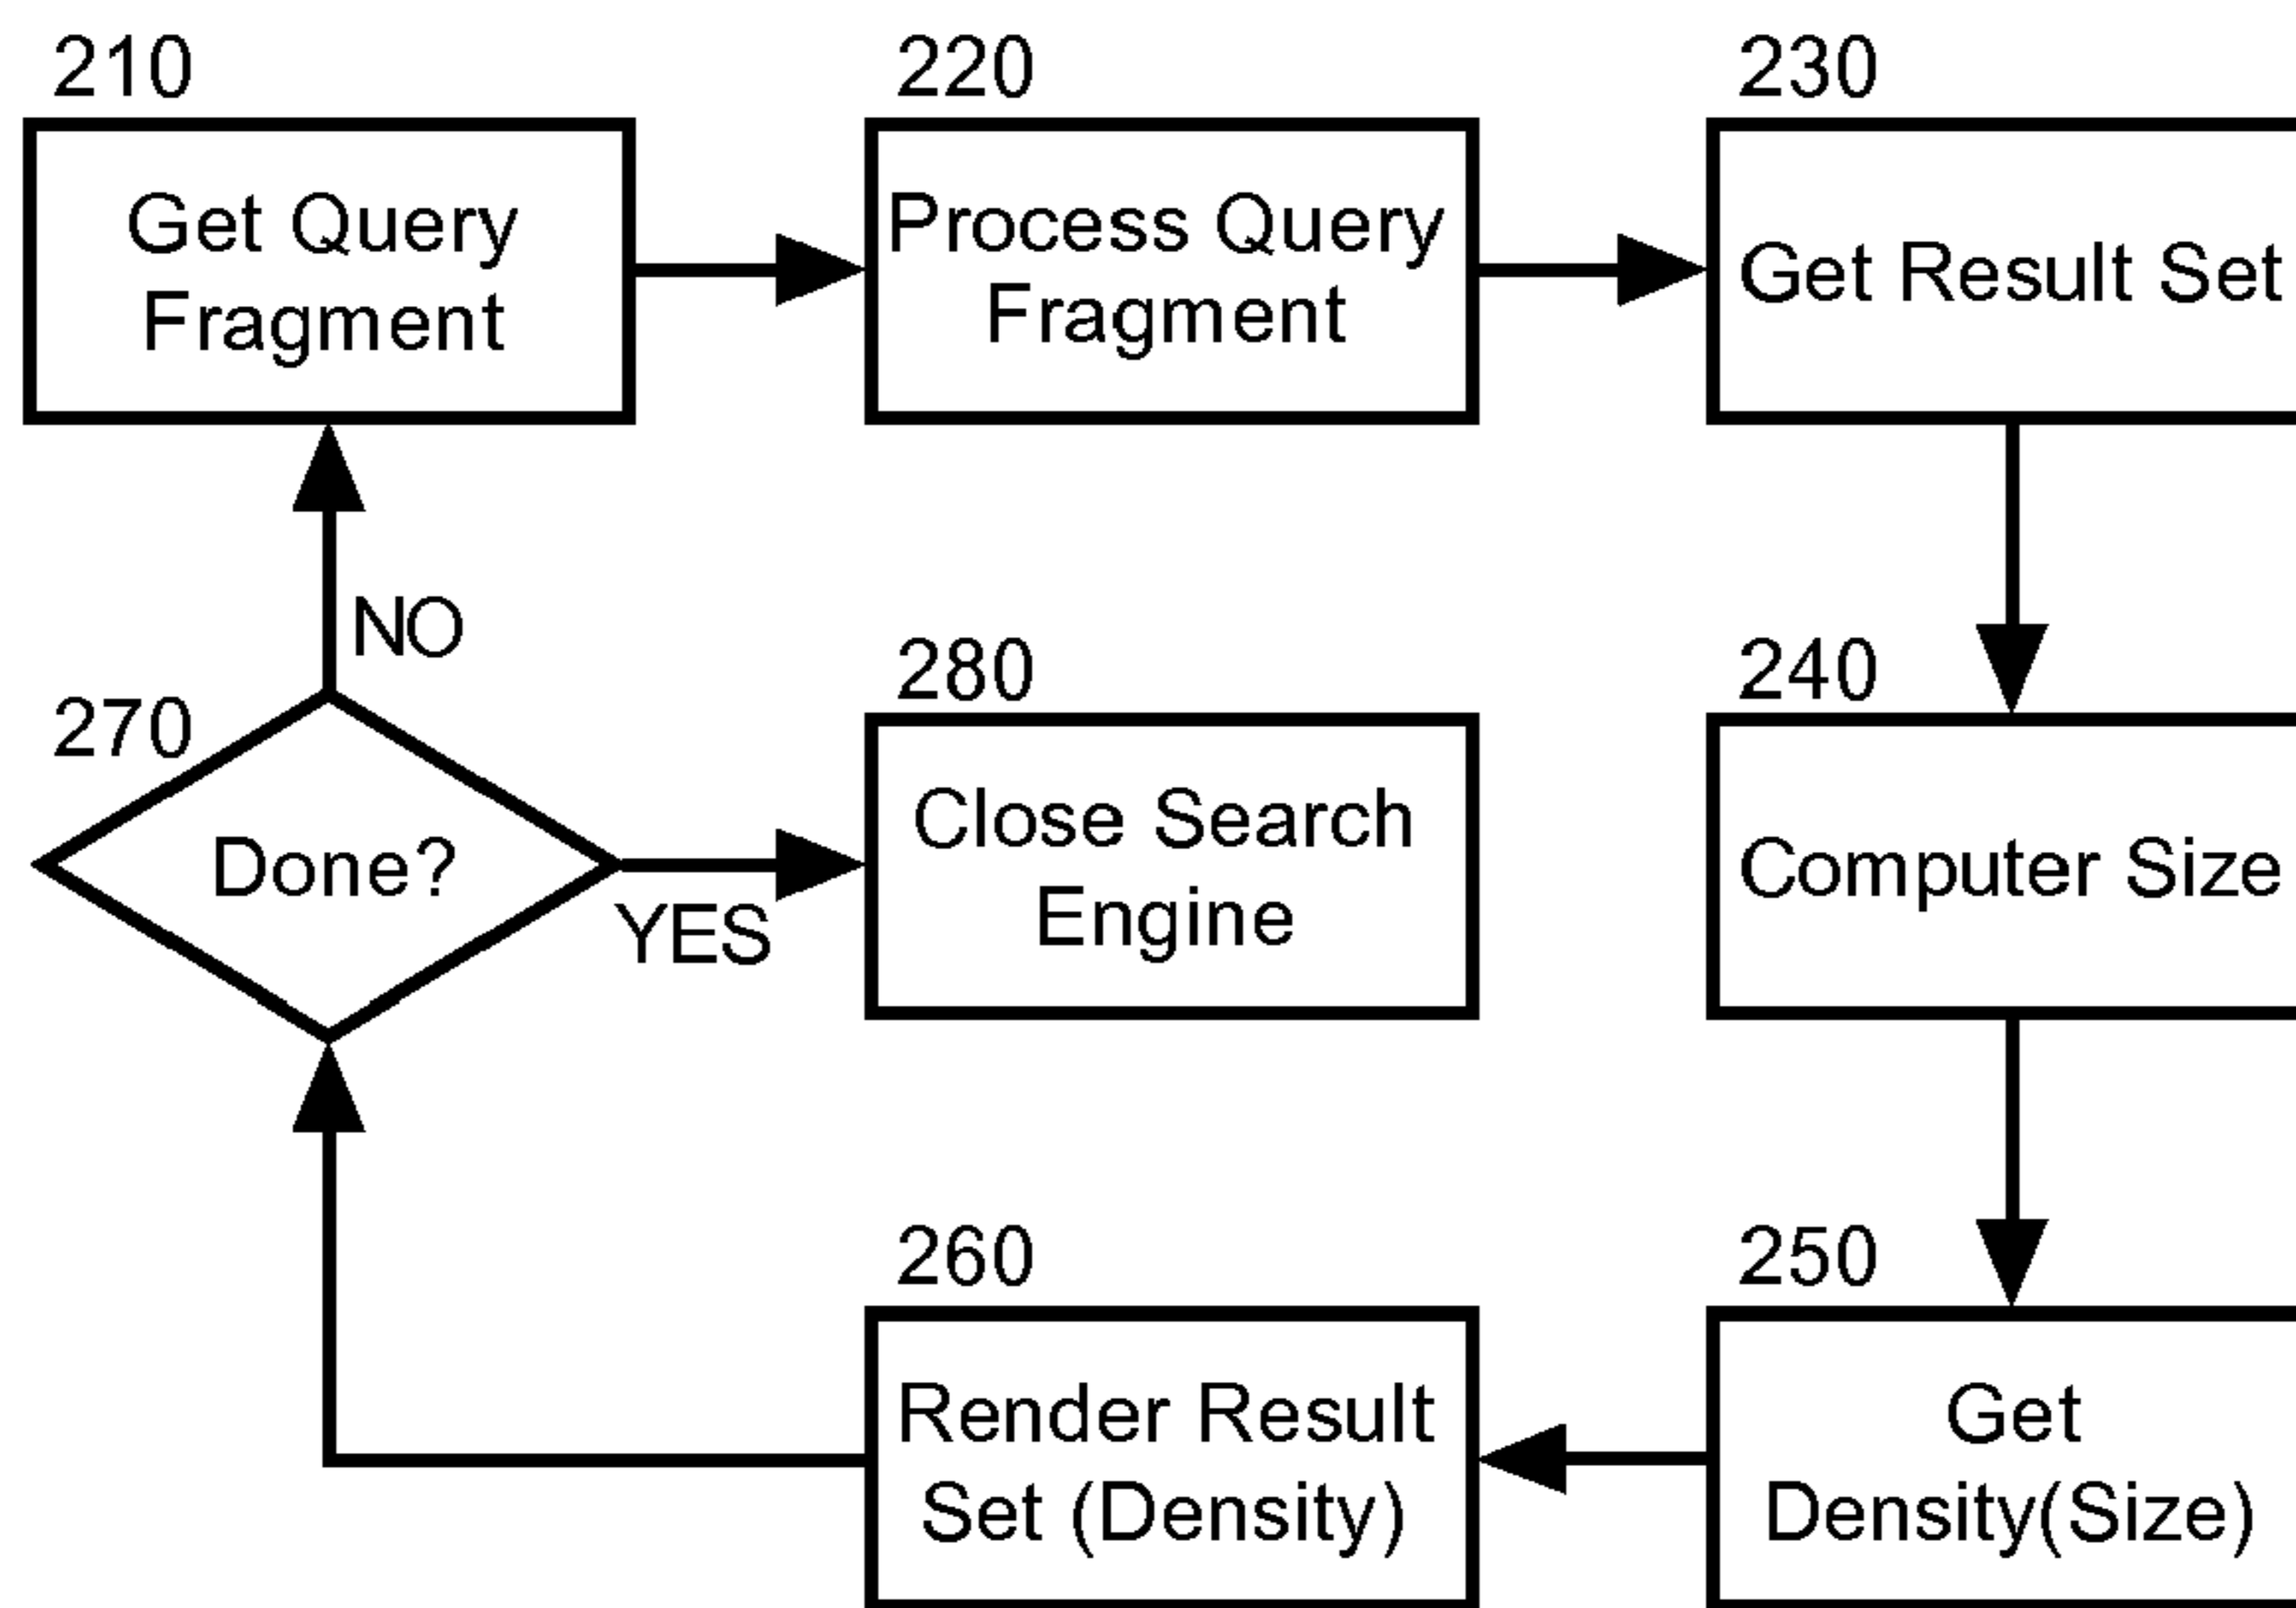 210
Get Query
Fragment
220
Process Query
Fragment
230
Get Result Set
NO
270
Done?
YES
280
Close Search
Engine
240
Computer Size
260
Render Result
Set (Density)
250
Get
Density(Size)